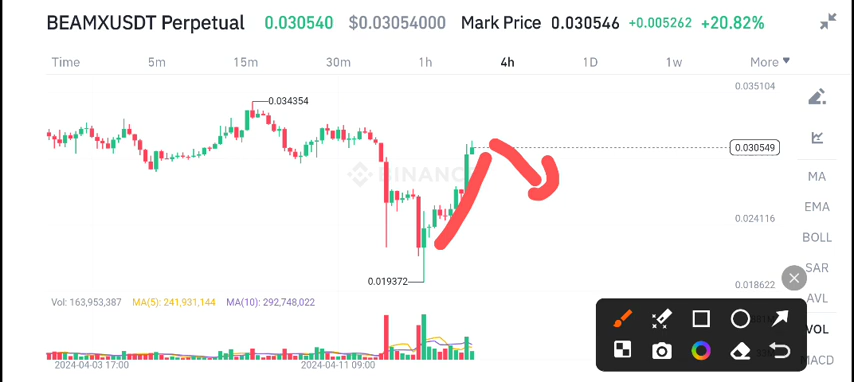 BEAMXUSDT Perpetual 0.030540 $0.03054000 Mark Price 0.030546 +0.005262 +20.82%
Time 5m 15m 30m 1h 4h 1D 1w More
0.035104
0.034354
0.030549
BINANC
MA
EMA
0.024116
BOLL
SAR
0.019372
0.018622
AVL
Vol: 163,953,387 MA(5): 241,931,144 MA(10): 292,748,022
VOL
MACD
2024-04-03 17:00 2024-04-11 09:00